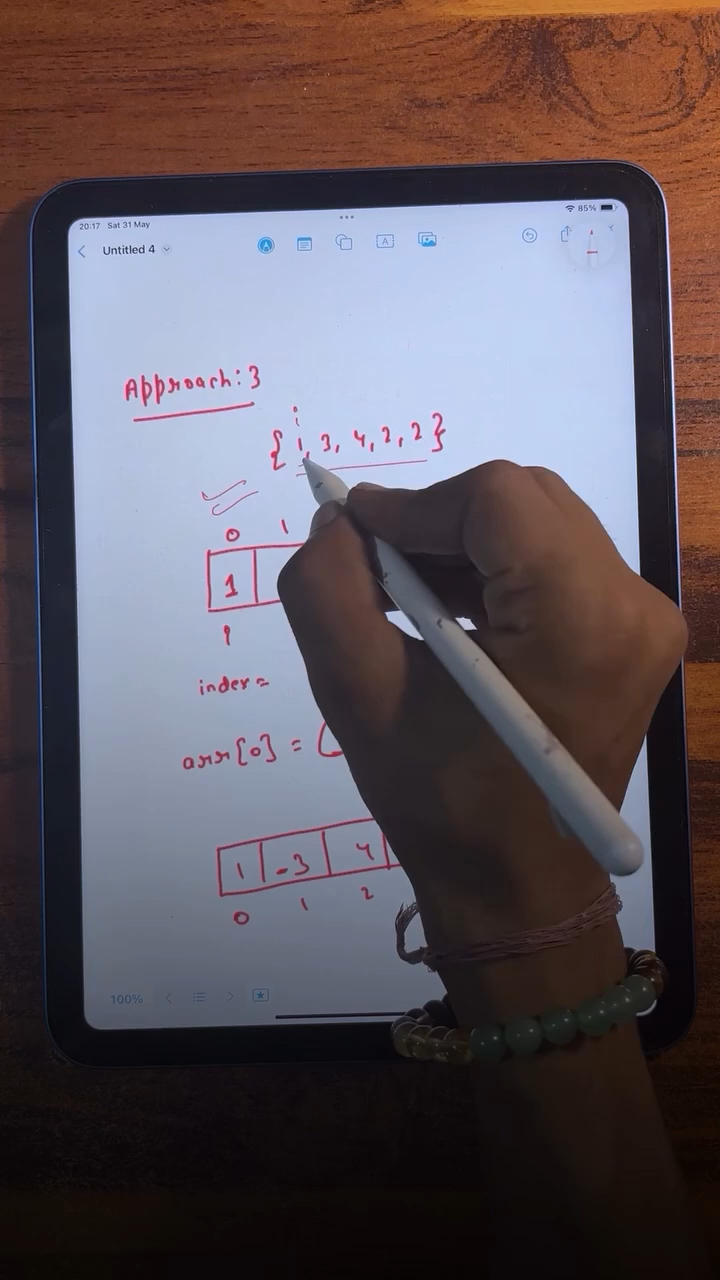 20:17 Sat 31 May
85%
Untitled 4
Approach: 3
i
{ 1, 3, 4, 2, 2 }
0 1
1
index =
arr[0] =
1 -3 4
0 1 2
100%